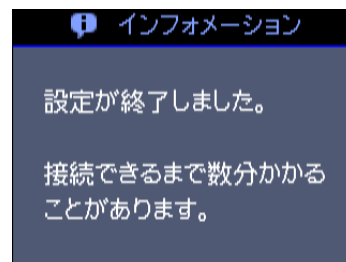 インフォメーション
設定が終了しました。
接続できるまで数分かかる
ことがあります。